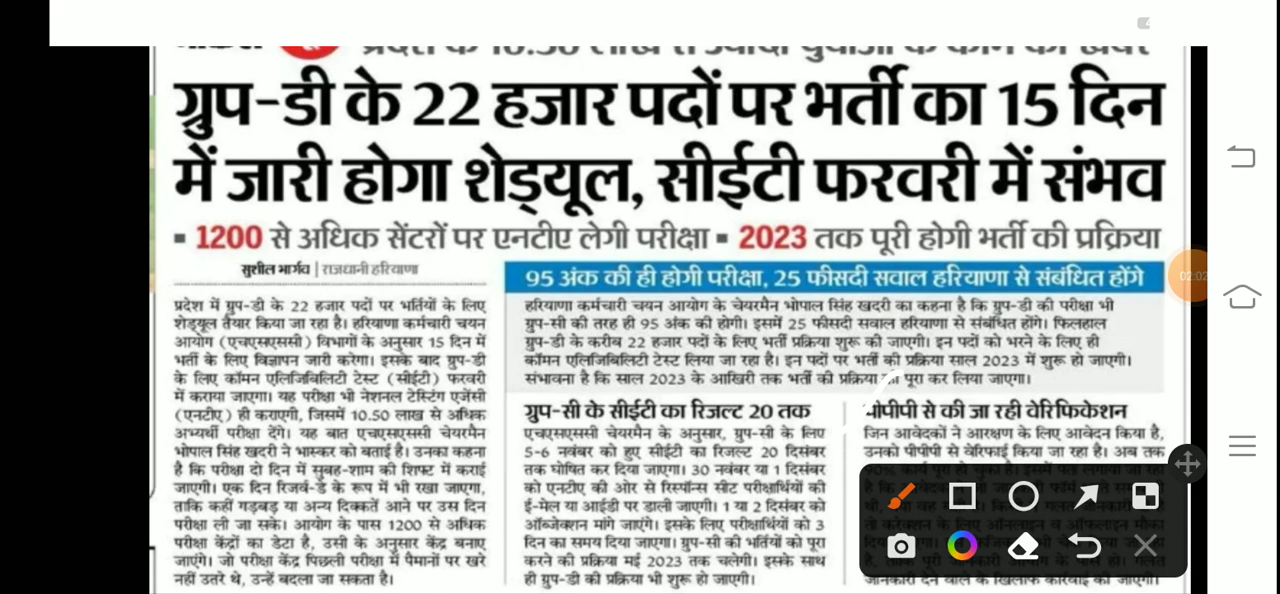 ग्रुप-डी के 22 हजार पदों पर भर्ती का 15 दिन
में जारी होगा शेड्यूल, सीईटी फरवरी में संभव
▪ 1200 से अधिक सेंटरों पर एनटीए लेगी परीक्षा ▪ 2023 तक पूरी होगी भर्ती की प्रक्रिया
सुशील भार्गव | राजधानी हरियाणा
प्रदेश में ग्रुप-डी के 22 हजार पदों पर भर्तियों के लिए
शेड्यूल तैयार किया जा रहा है। हरियाणा कर्मचारी चयन
आयोग (एचएसएससी) विभागों के अनुसार 15 दिन में
भर्ती के लिए विज्ञापन जारी करेगा। इसके बाद ग्रुप-डी
के लिए कॉमन एलिजिबिलिटी टेस्ट (सीईटी) फरवरी
में कराया जाएगा। यह परीक्षा भी नेशनल टेस्टिंग एजेंसी
(एनटीए) ही कराएगी, जिसमें 10.50 लाख से अधिक
अभ्यर्थी परीक्षा देंगे। यह बात एचएसएससी चेयरमैन
भोपाल सिंह खदरी ने भास्कर को बताई है। उनका कहना
है कि परीक्षा दो दिन में सुबह-शाम की शिफ्ट में कराई
जाएगी। एक दिन रिजर्व-डे के रूप में भी रखा जाएगा,
ताकि कहीं गड़बड़ या अन्य दिक्कतें आने पर उस दिन
परीक्षा ली जा सके। आयोग के पास 1200 से अधिक
परीक्षा केंद्रों का डेटा है, उसी के अनुसार केंद्र बनाए
जाएंगे। जो परीक्षा केंद्र पिछली परीक्षा में पैमानों पर खरे
नहीं उतरे थे, उन्हें बदला जा सकता है।
95 अंक की ही होगी परीक्षा, 25 फीसदी सवाल हरियाणा से संबंधित होंगे
हरियाणा कर्मचारी चयन आयोग के चेयरमैन भोपाल सिंह खदरी का कहना है कि ग्रुप-डी की परीक्षा भी
ग्रुप-सी की तरह ही 95 अंक की होगी। इसमें 25 फीसदी सवाल हरियाणा से संबंधित होंगे। फिलहाल
ग्रुप-डी के करीब 22 हजार पदों के लिए भर्ती प्रक्रिया शुरू की जाएगी। इन पदों को भरने के लिए ही
कॉमन एलिजिबिलिटी टेस्ट लिया जा रहा है। इन पदों पर भर्ती की प्रक्रिया साल 2023 में शुरू हो जाएगी।
संभावना है कि साल 2023 के आखिरी तक भर्ती की प्रक्रिया को पूरा कर लिया जाएगा।
ग्रुप-सी के सीईटी का रिजल्ट 20 तक
एचएसएससी चेयरमैन के अनुसार, ग्रुप-सी के लिए
5-6 नवंबर को हुए सीईटी का रिजल्ट 20 दिसंबर
तक घोषित कर दिया जाएगा। 30 नवंबर या 1 दिसंबर
को एनटीए की ओर से रिस्पॉन्स सीट परीक्षार्थियों की
ई-मेल या आईडी पर डाली जाएगी। 1 या 2 दिसंबर को
ऑब्जेक्शन मांगे जाएंगे। इसके लिए परीक्षार्थियों को 3
दिन का समय दिया जाएगा। ग्रुप-सी की भर्तियों को पूरा
करने की प्रक्रिया मई 2023 तक चलेगी। इसके साथ
ही ग्रुप-डी की प्रक्रिया भी शुरू हो जाएगी।
पीपीपी से की जा रही वेरिफिकेशन
जिन आवेदकों ने आरक्षण के लिए आवेदन किया है,
उनको पीपीपी से वेरिफाई किया जा रहा है। अब तक
जानकारी देने वाले के खिलाफ कार्रवाई की जाएगी।
02:02